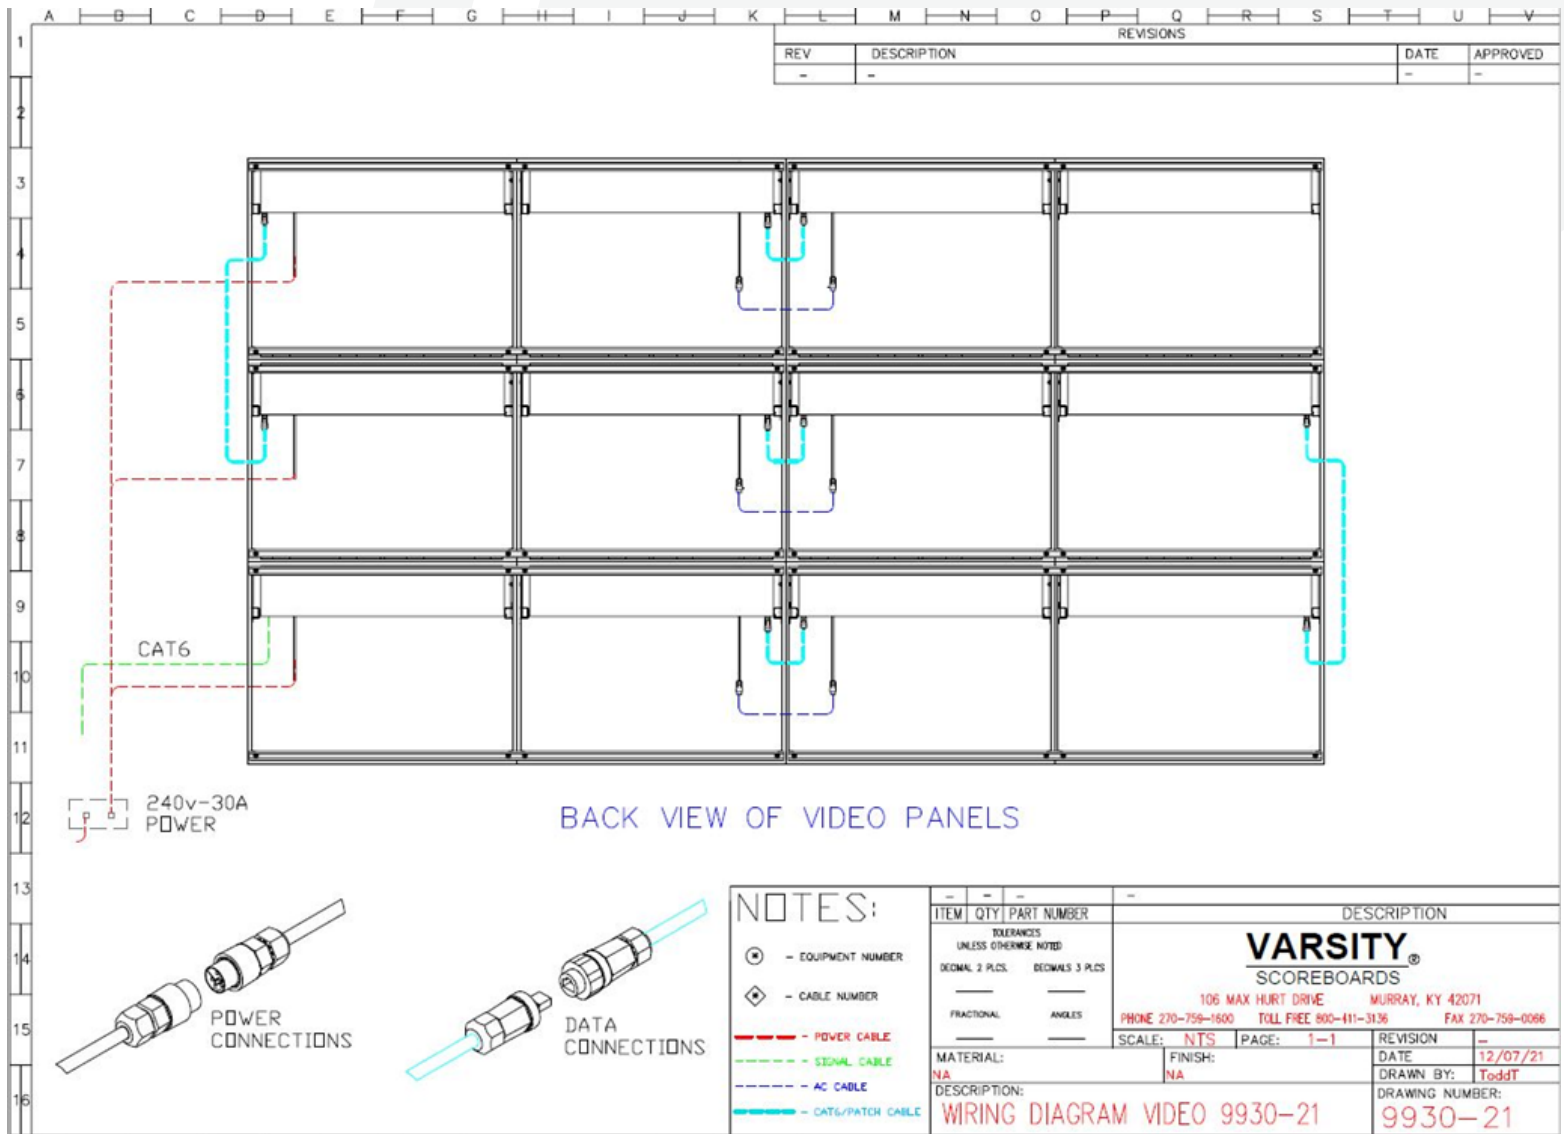 A B C D E F G H I J K L M N O P Q R S T U V
1
2
3
4
5
6
7
8
9
10
11
12
13
14
15
16
REVISIONS
REV DESCRIPTION DATE APPROVED
- - - -
CAT6
240v-30A
POWER
BACK VIEW OF VIDEO PANELS
POWER
CONNECTIONS
DATA
CONNECTIONS
NOTES:
- EQUIPMENT NUMBER
- CABLE NUMBER
- POWER CABLE
- SIGNAL CABLE
- AC CABLE
- CAT6/PATCH CABLE
- - - -
ITEM QTY PART NUMBER DESCRIPTION
TOLERANCES
UNLESS OTHERWISE NOTED
DECIMAL 2 PLCS. DECIMALS 3 PLCS
FRACTIONAL ANGLES
VARSITY®
SCOREBOARDS
106 MAX HURT DRIVE MURRAY, KY 42071
PHONE 270-759-1600 TOLL FREE 800-411-3136 FAX 270-759-0066
SCALE: NTS PAGE: 1-1 REVISION -
MATERIAL:
NA
FINISH:
NA
DATE 12/07/21
DRAWN BY: ToddT
DESCRIPTION:
WIRING DIAGRAM VIDEO 9930-21
DRAWING NUMBER:
9930-21